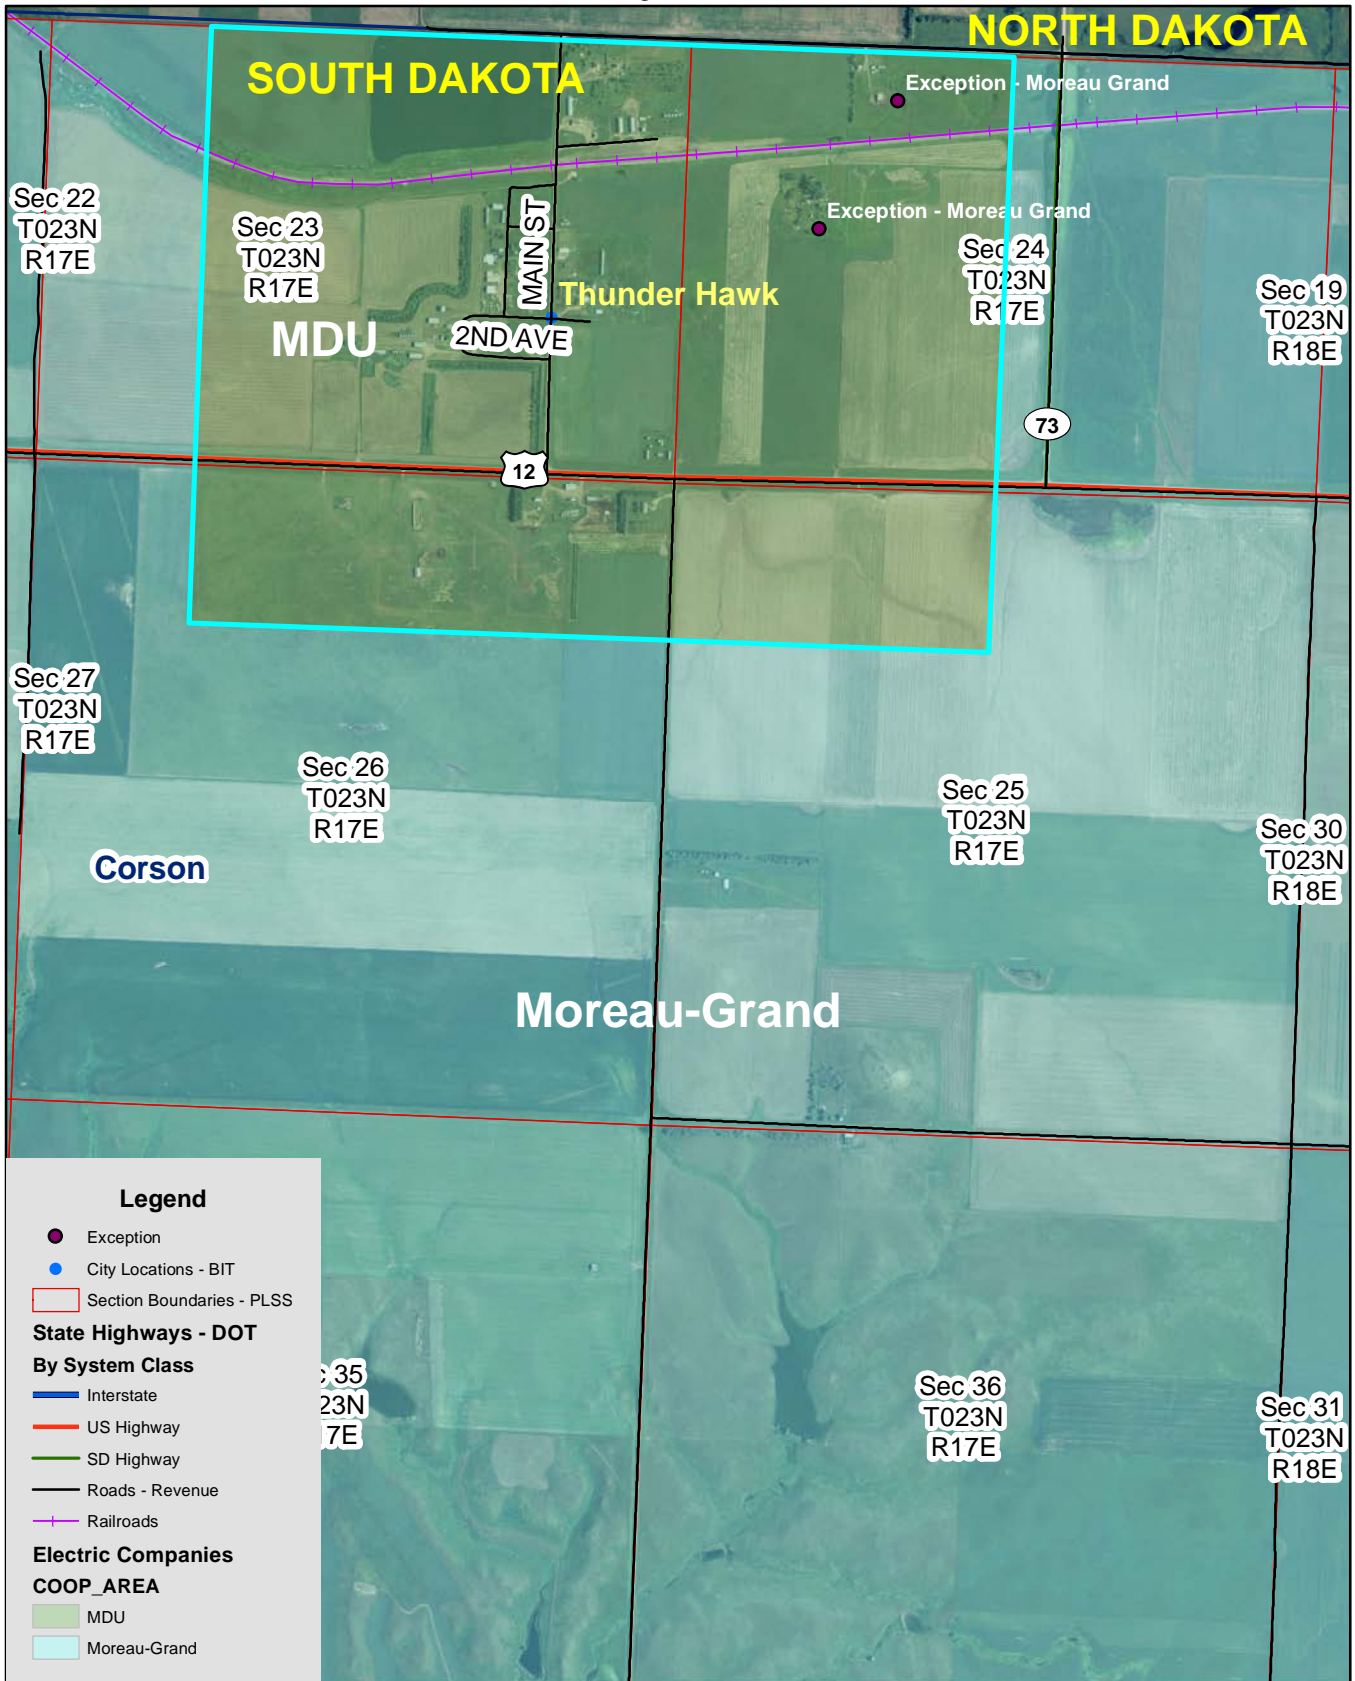 NORTH DAKOTA
SOUTH DAKOTA
Exception - Moreau Grand
Exception - Moreau Grand
Sec 22
T023N
R17E
Sec 23
T023N
R17E
MAIN ST
Sec 24
T023N
R17E
Sec 19
T023N
R18E
Thunder Hawk
MDU
2ND AVE
73
12
Sec 27
T023N
R17E
Sec 26
T023N
R17E
Sec 25
T023N
R17E
Sec 30
T023N
R18E
Corson
Moreau-Grand
c 35
23N
17E
Sec 36
T023N
R17E
Sec 31
T023N
R18E
Legend
Exception
City Locations - BIT
Section Boundaries - PLSS
State Highways - DOT
By System Class
Interstate
US Highway
SD Highway
Roads - Revenue
Railroads
Electric Companies
COOP_AREA
MDU
Moreau-Grand